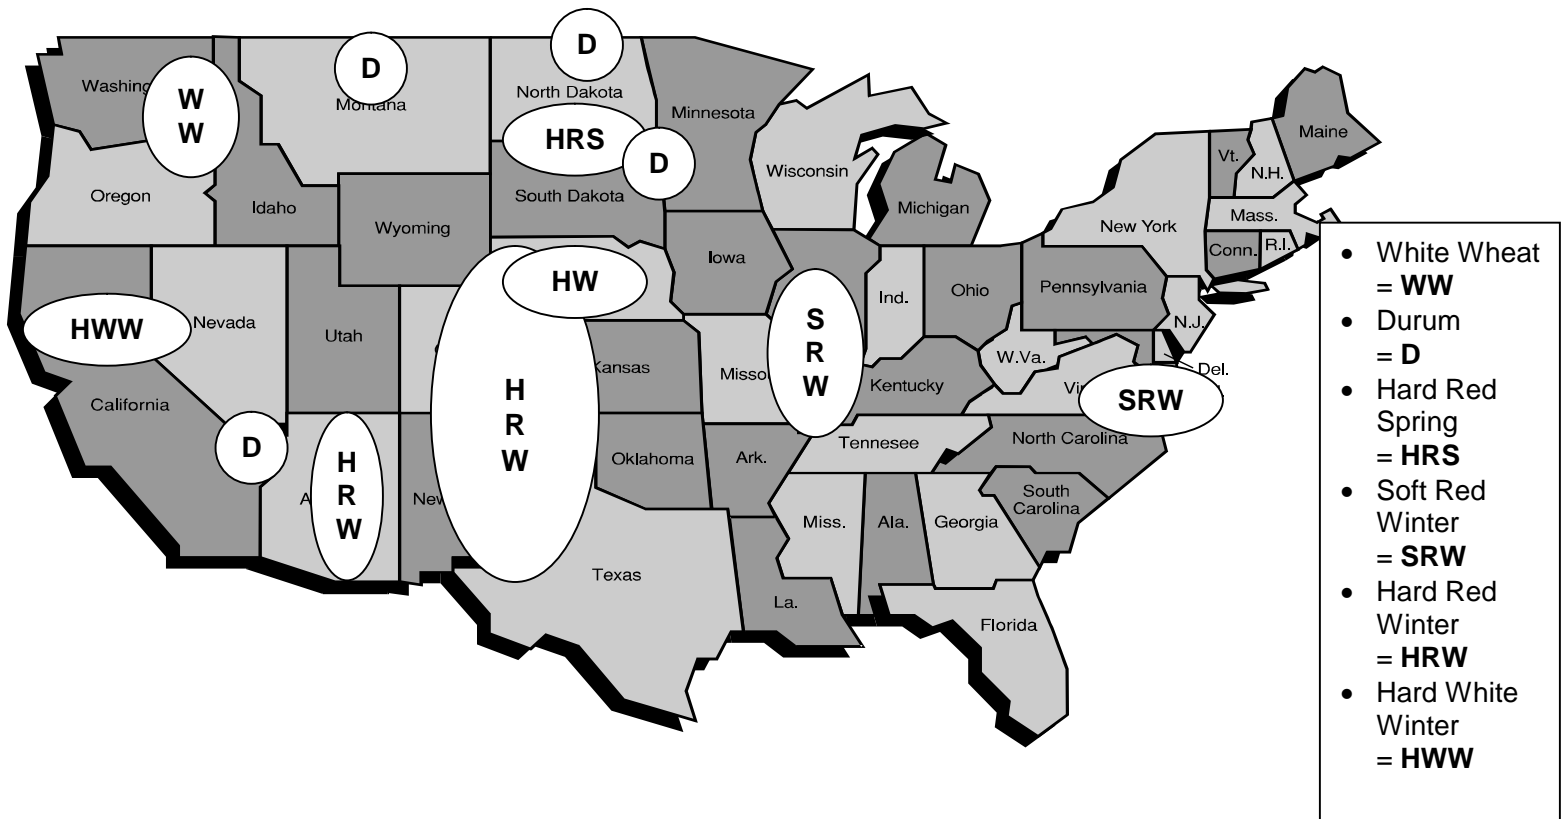 Washing
W
W
D
Montana
D
North Dakota
HRS
D
Minnesota
South Dakota
Oregon
Idaho
Wyoming
Wisconsin
Michigan
Iowa
HW
HWW
Nevada
Utah
California
D
H
R
W
A
New
H
R
W
Kansas
Oklahoma
Texas
Misso
Ark.
La.
S
R
W
Ind.
Ohio
Kentucky
Tennesee
Miss.
Ala.
Georgia
Florida
South
Carolina
North Carolina
SRW
Vir
W.Va.
Pennsylvania
New York
Vt.
N.H.
Maine
Mass.
Conn.
R.I.
N.J.
Del.
• White Wheat
= WW
• Durum
= D
• Hard Red
Spring
= HRS
• Soft Red
Winter
= SRW
• Hard Red
Winter
= HRW
• Hard White
Winter
= HWW